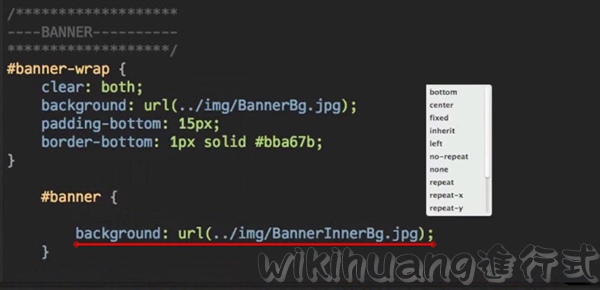 /*******************
----BANNER----------
*******************/
#banner-wrap {
clear: both;
background: url(../img/BannerBg.jpg);
padding-bottom: 15px;
border-bottom: 1px solid #bba67b;
}
#banner {
background: url(../img/BannerInnerBg.jpg);
}
bottom
center
fixed
inherit
left
no-repeat
none
repeat
repeat-x
repeat-y
wikihuang進行式